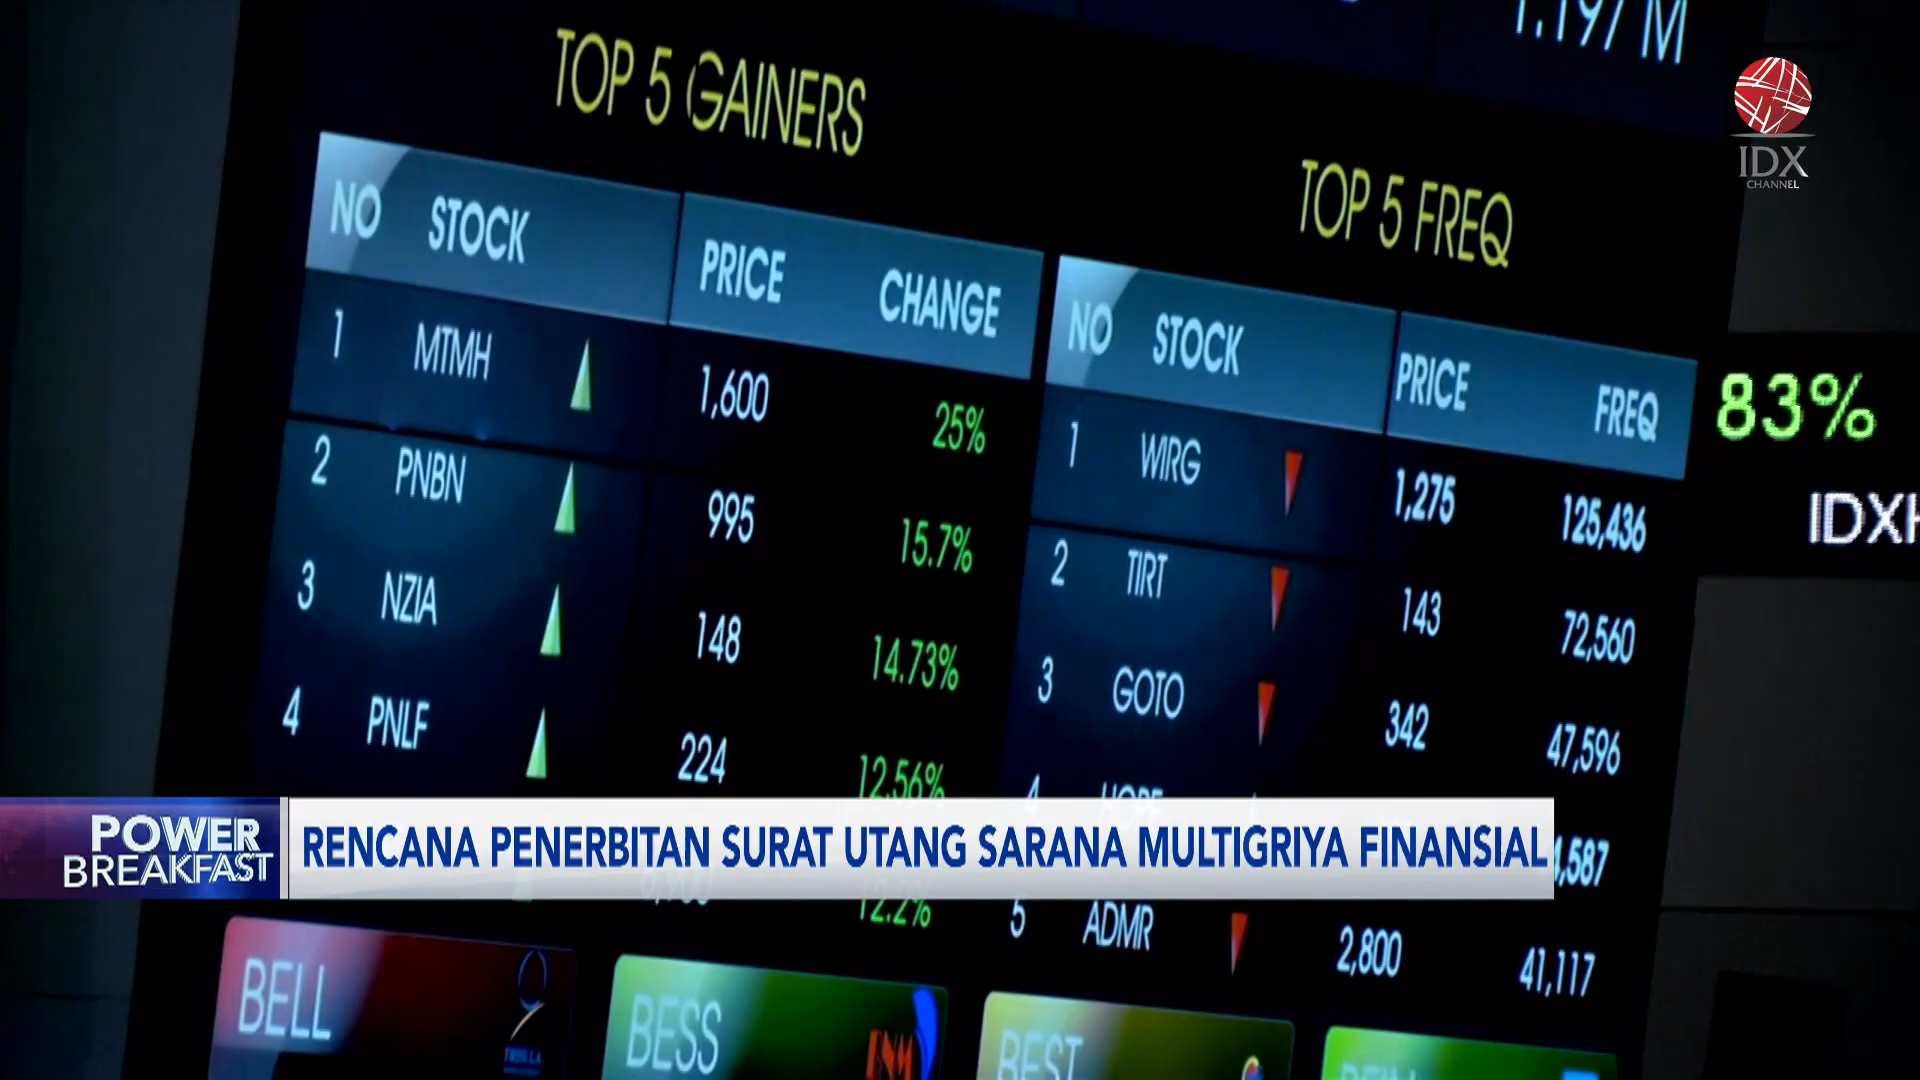 1.197 M
TOP 5 GAINERS
NO STOCK PRICE CHANGE
1 MTMH 1,600 25%
2 PNBN 995 15.7%
3 NZIA 148 14.73%
4 PNLF 224 12.56%
12.2%
TOP 5 FREQ
NO STOCK PRICE FREQ
1 WIRG 1,275 125,436
2 TIRT 143 72,560
3 GOTO 342 47,596
4
5 ADMR 2,800 41,117
IDX
CHANNEL
83%
IDXH
POWER
BREAKFAST
RENCANA PENERBITAN SURAT UTANG SARANA MULTIGRIYA FINANSIAL
BELL
BESS
BEST